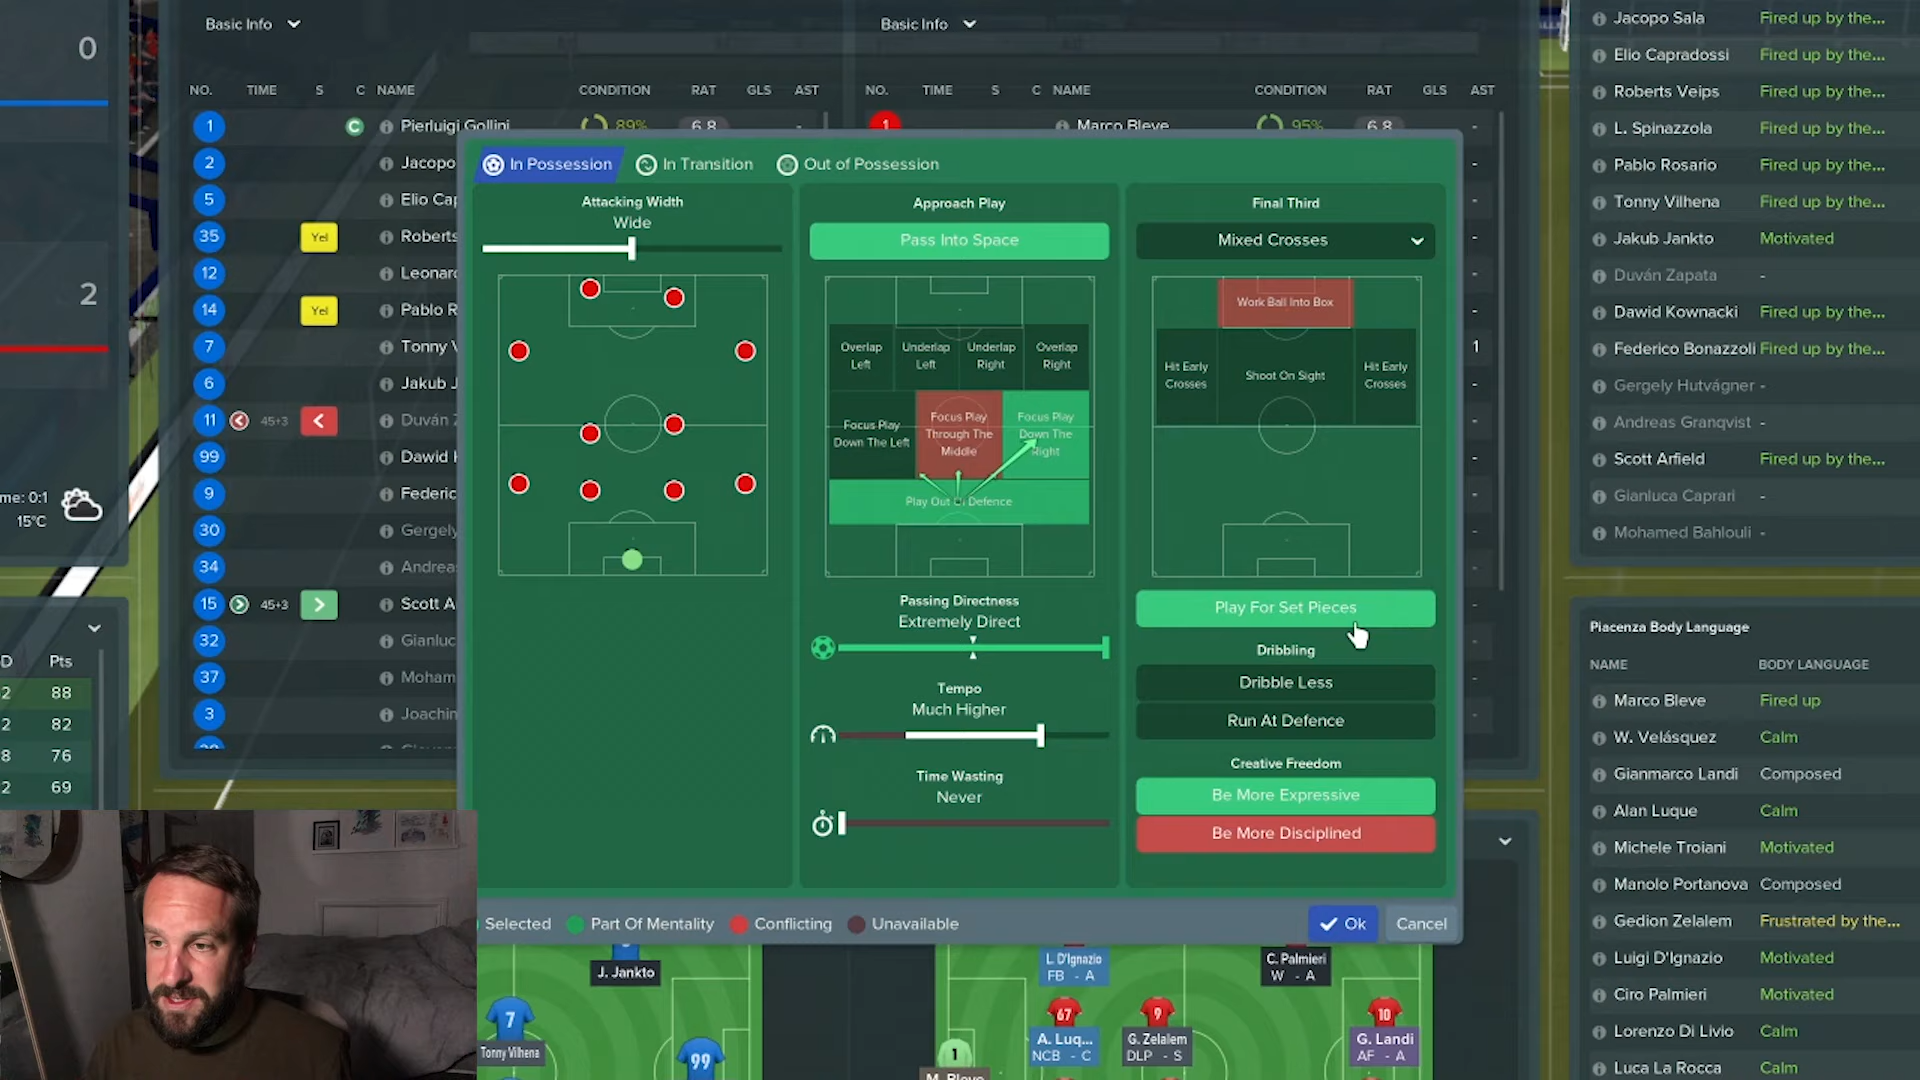 Basic Info
Basic Info
0
2
NO. TIME S C NAME CONDITION RAT GLS AST
1 C Pierluigi Gollini 89% 6.8 -
2 Jacopo
5 Elio Cap
35 Yel Roberts
12 Leonard
14 Yel Pablo R
7 Tonny V
6 Jakub J
11 45+3 Duván Z
99 Dawid K
9 Federic
30 Gergely
34 Andrea
15 45+3 Scott A
32 Gianluc
37 Moham
3 Joachin
NO. TIME S C NAME CONDITION RAT GLS AST
1 Marco Bleve 95% 6.8 -
1
me: 0:1
15°C
D Pts
2 88
2 82
8 76
2 69
In Possession
In Transition
Out of Possession
Attacking Width
Wide
Approach Play
Pass Into Space
Overlap Left
Underlap Left
Underlap Right
Overlap Right
Focus Play Down The Left
Focus Play Through The Middle
Focus Play Down The Right
Play Out Of Defence
Passing Directness
Extremely Direct
Tempo
Much Higher
Time Wasting
Never
Final Third
Mixed Crosses
Work Ball Into Box
Hit Early Crosses
Shoot On Sight
Hit Early Crosses
Play For Set Pieces
Dribbling
Dribble Less
Run At Defence
Creative Freedom
Be More Expressive
Be More Disciplined
Selected
Part Of Mentality
Conflicting
Unavailable
Ok
Cancel
J. Jankto
7
Tonny Vilhena
99
L. D'Ignazio
FB - A
C. Palmieri
W - A
67
A. Luq...
NCB - C
9
G. Zelalem
DLP - S
10
G. Landi
AF - A
1
M. Bleve
Jacopo Sala Fired up by the...
Elio Capradossi Fired up by the...
Roberts Veips Fired up by the...
L. Spinazzola Fired up by the...
Pablo Rosario Fired up by the...
Tonny Vilhena Fired up by the...
Jakub Jankto Motivated
Duván Zapata -
Dawid Kownacki Fired up by the...
Federico Bonazzoli Fired up by the...
Gergely Hutvágner -
Andreas Granqvist -
Scott Arfield Fired up by the...
Gianluca Caprari -
Mohamed Bahlouli -
Piacenza Body Language
NAME BODY LANGUAGE
Marco Bleve Fired up
W. Velásquez Calm
Gianmarco Landi Composed
Alan Luque Calm
Michele Troiani Motivated
Manolo Portanova Composed
Gedion Zelalem Frustrated by the...
Luigi D'Ignazio Motivated
Ciro Palmieri Motivated
Lorenzo Di Livio Calm
Luca La Rocca Calm